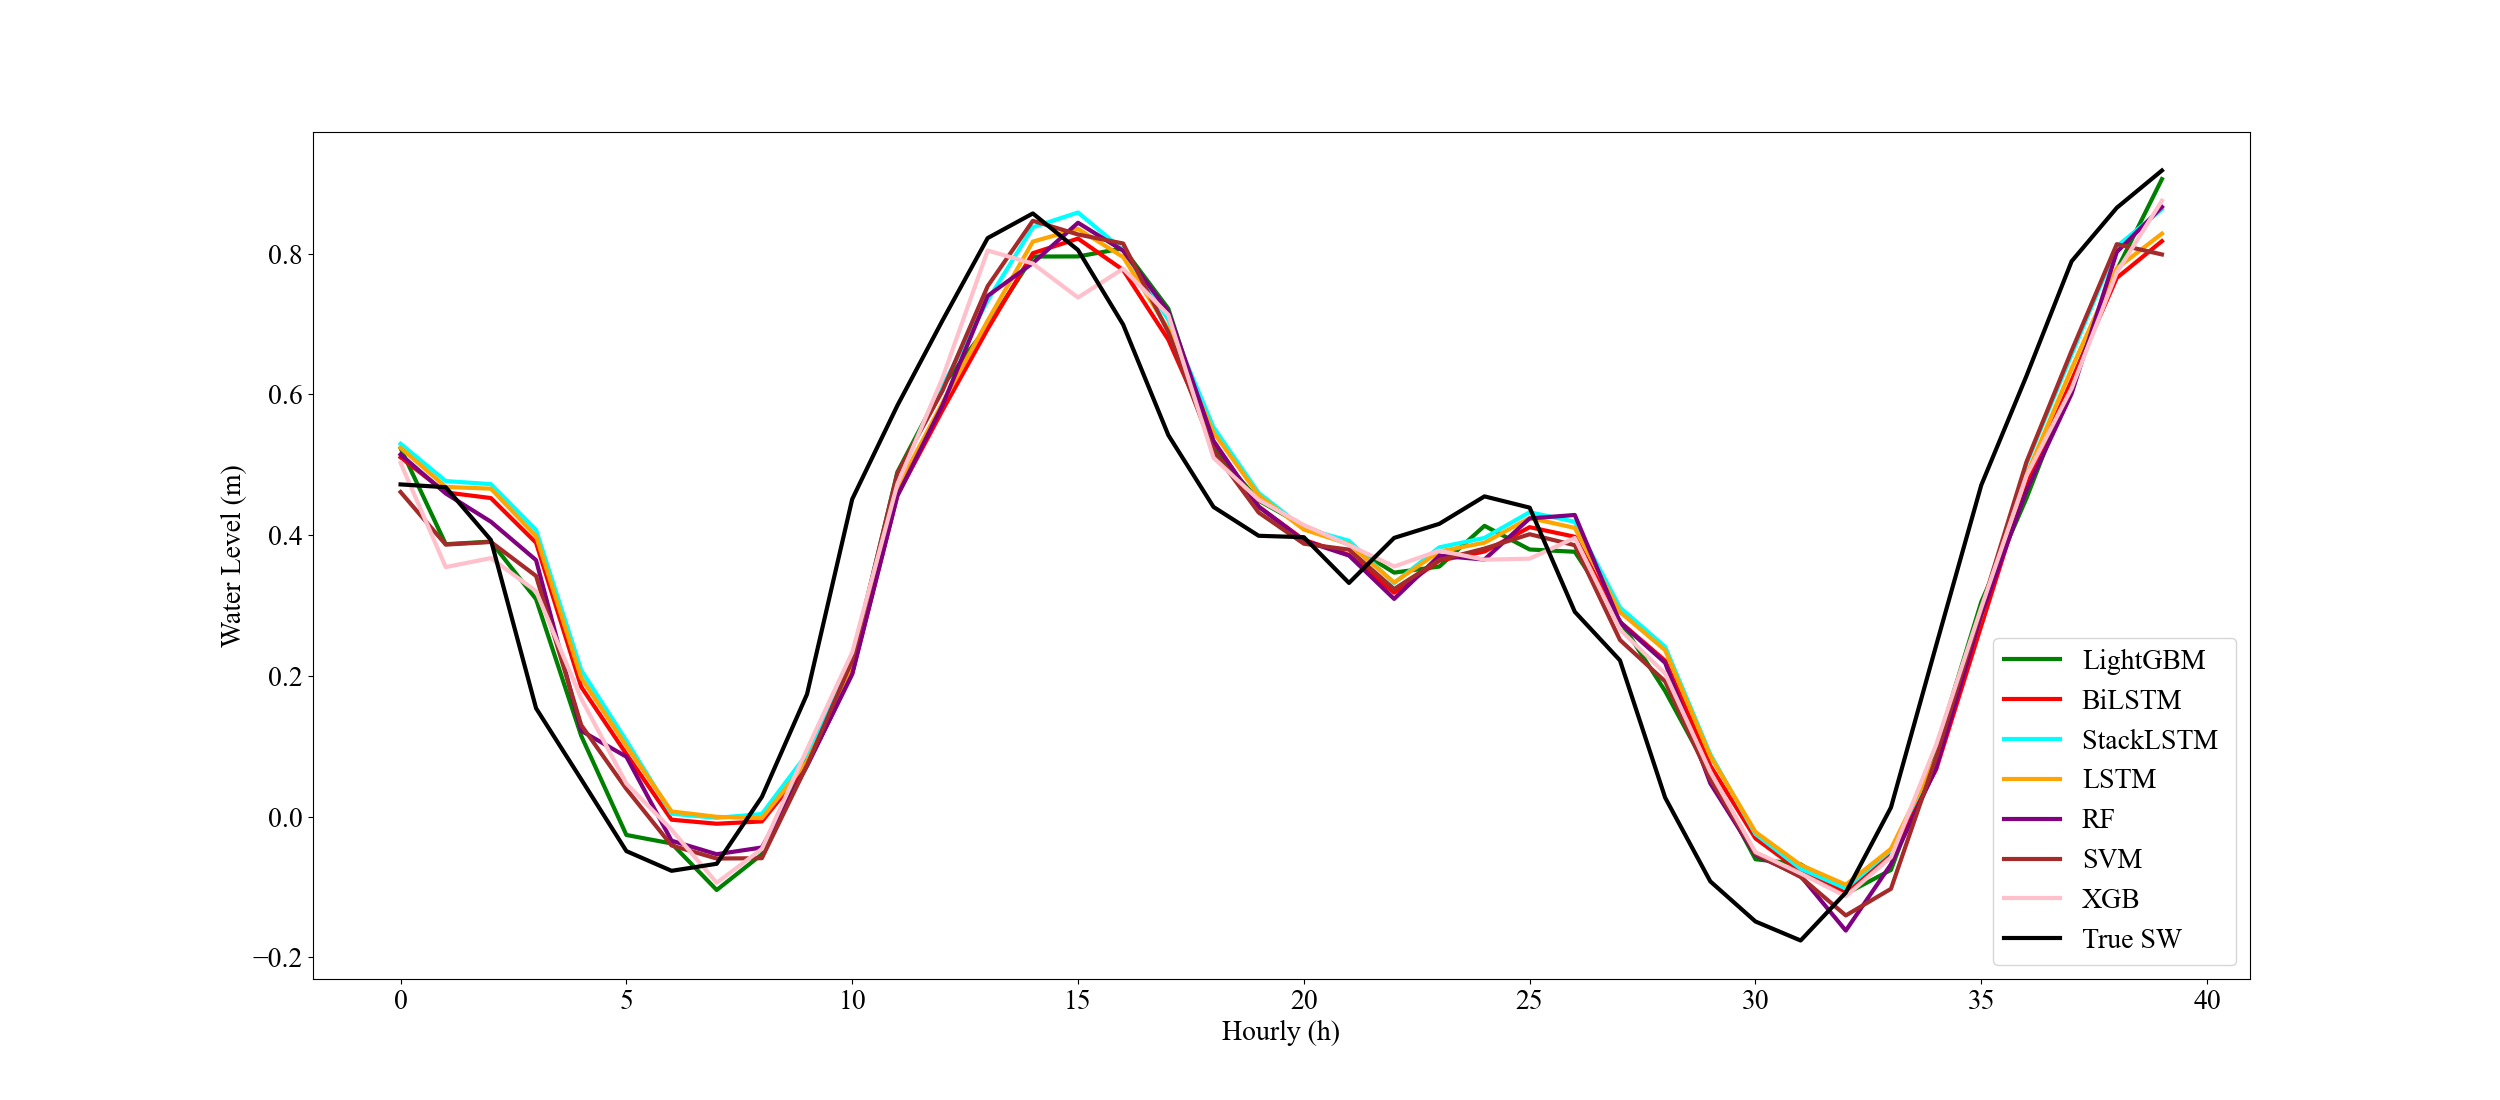 0.8
0.6
0.4
0.2
0.0
−0.2
Water Level (m)
0 5 10 15 20 25 30 35 40
Hourly (h)
LightGBM
BiLSTM
StackLSTM
LSTM
RF
SVM
XGB
True SW